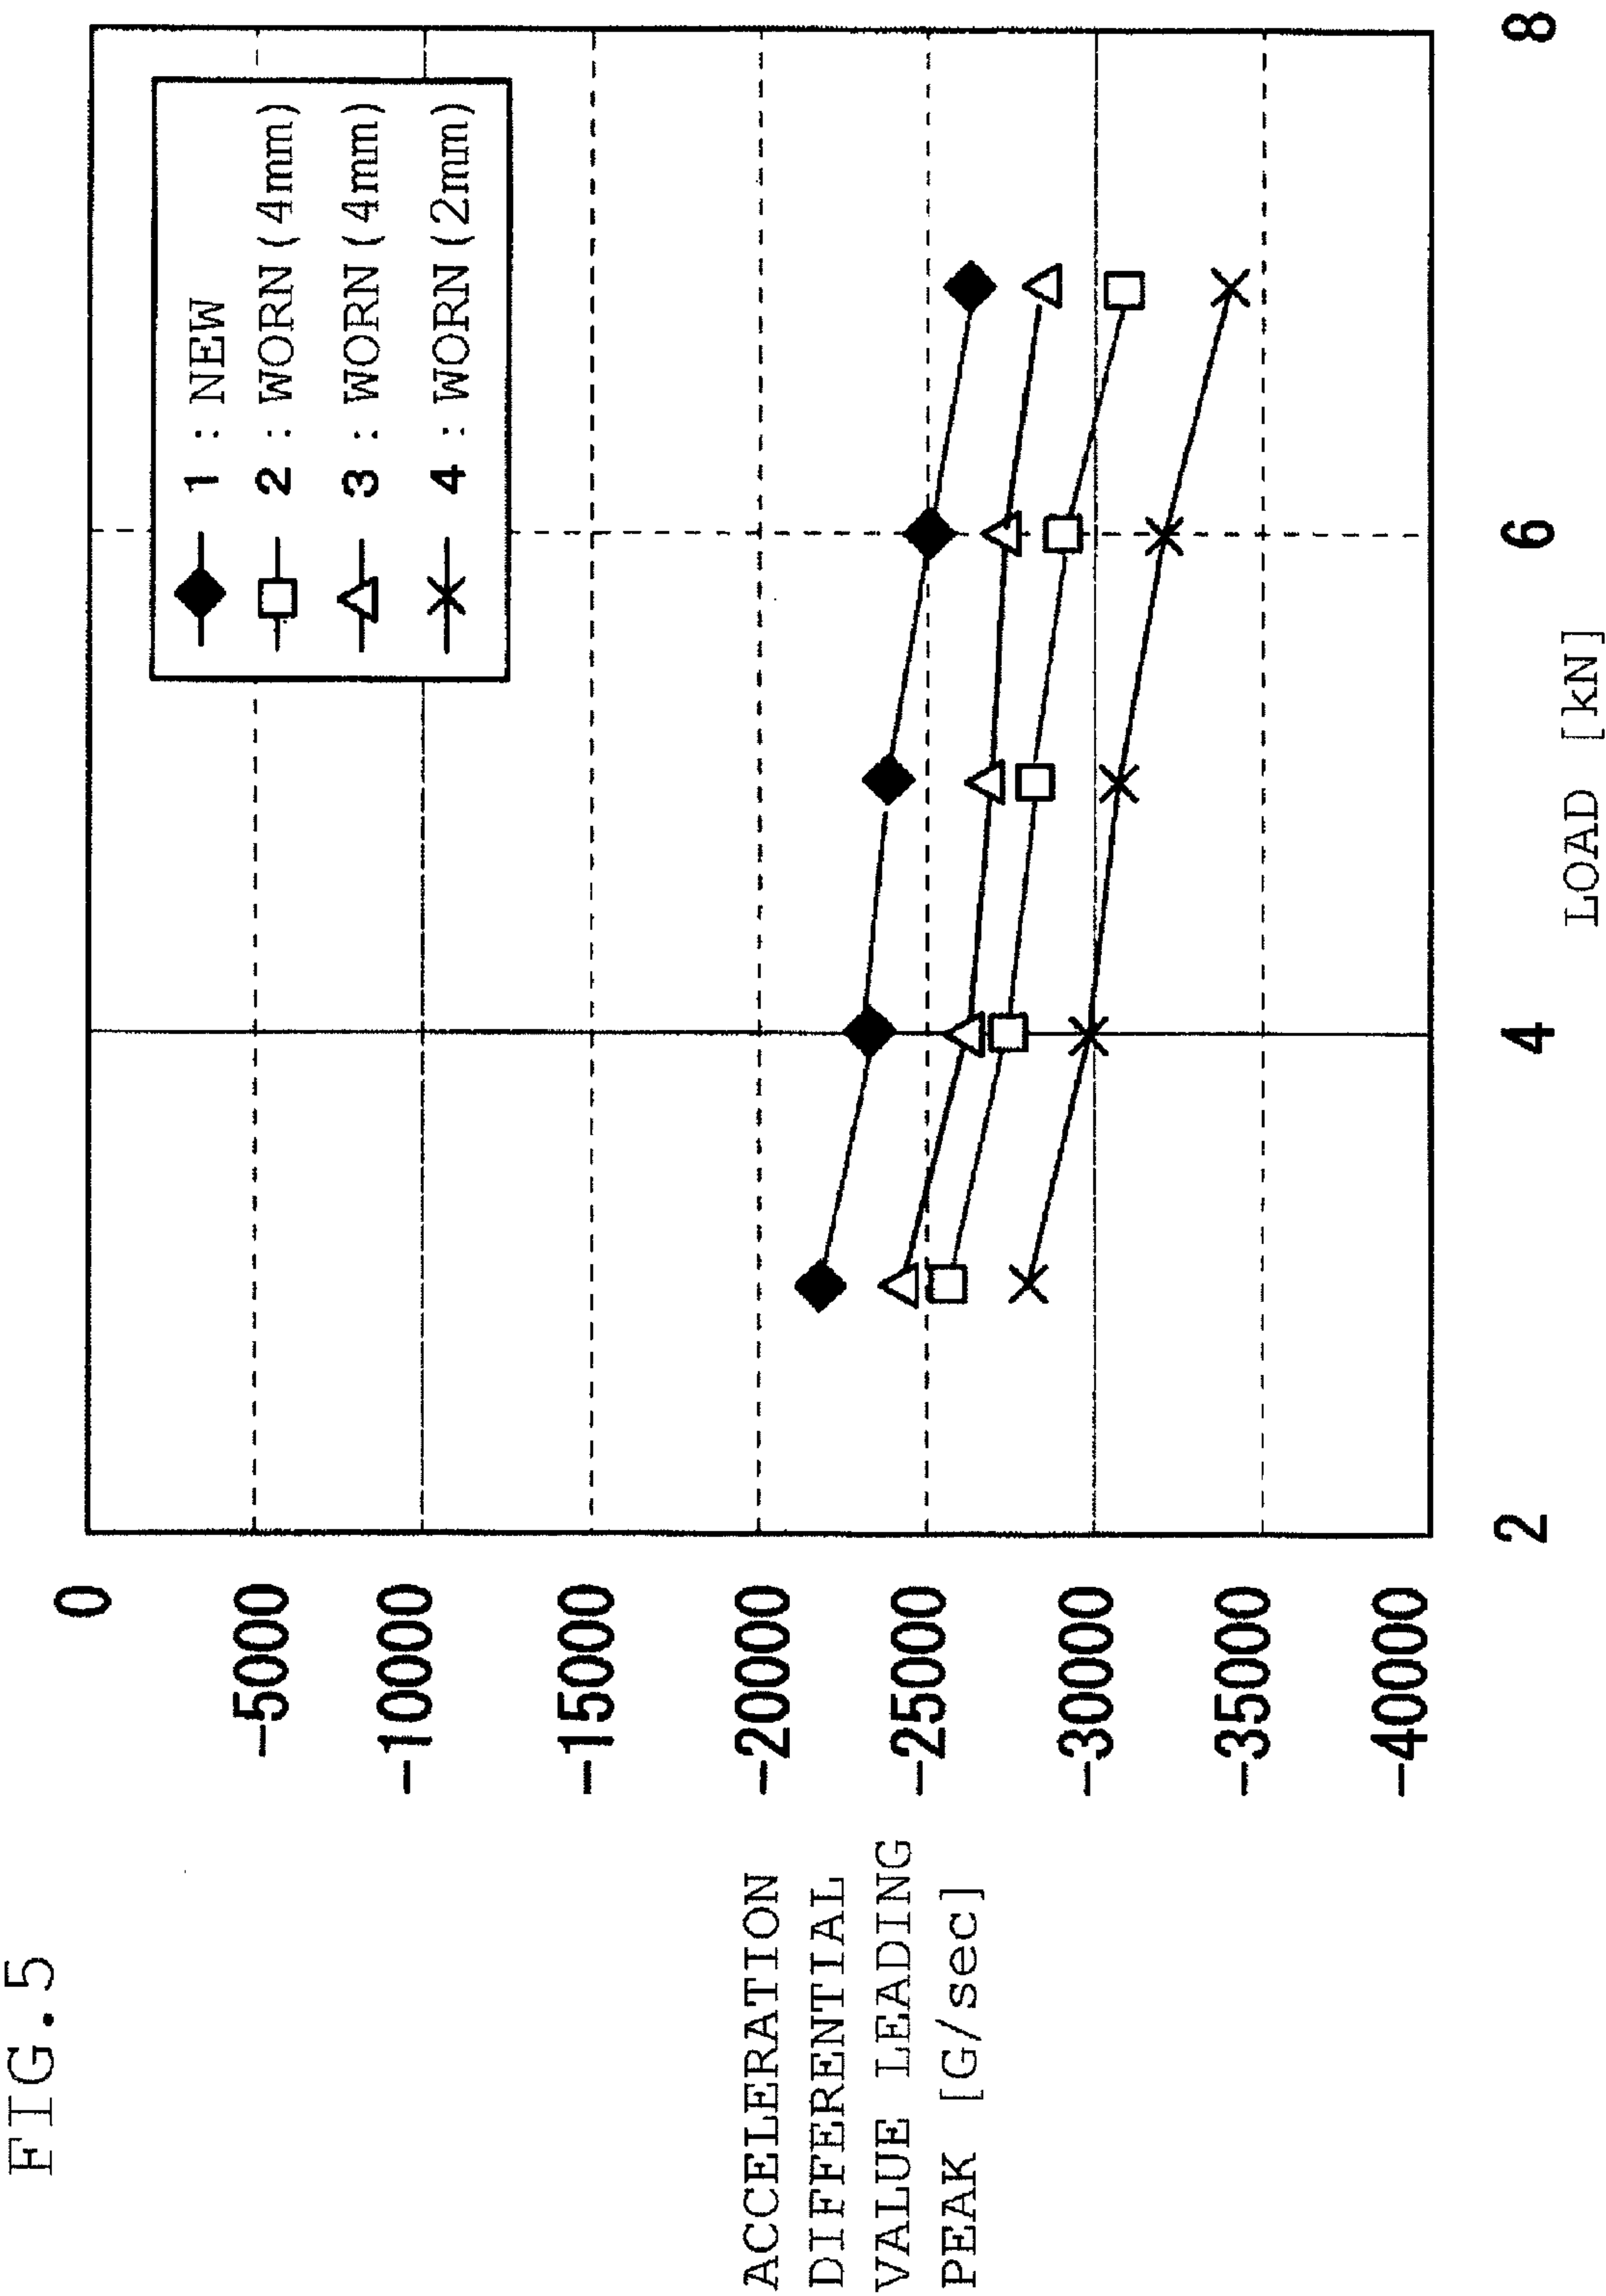 FIG.5
ACCELERATION
DIFFERENTIAL
VALUE LEADING
PEAK [G/sec]
0
-5000
-10000
-15000
-20000
-25000
-30000
-35000
-40000
1 : NEW
2 : WORN(4mm)
3 : WORN(4mm)
4 : WORN(2mm)
2
4
6
8
LOAD [kN]